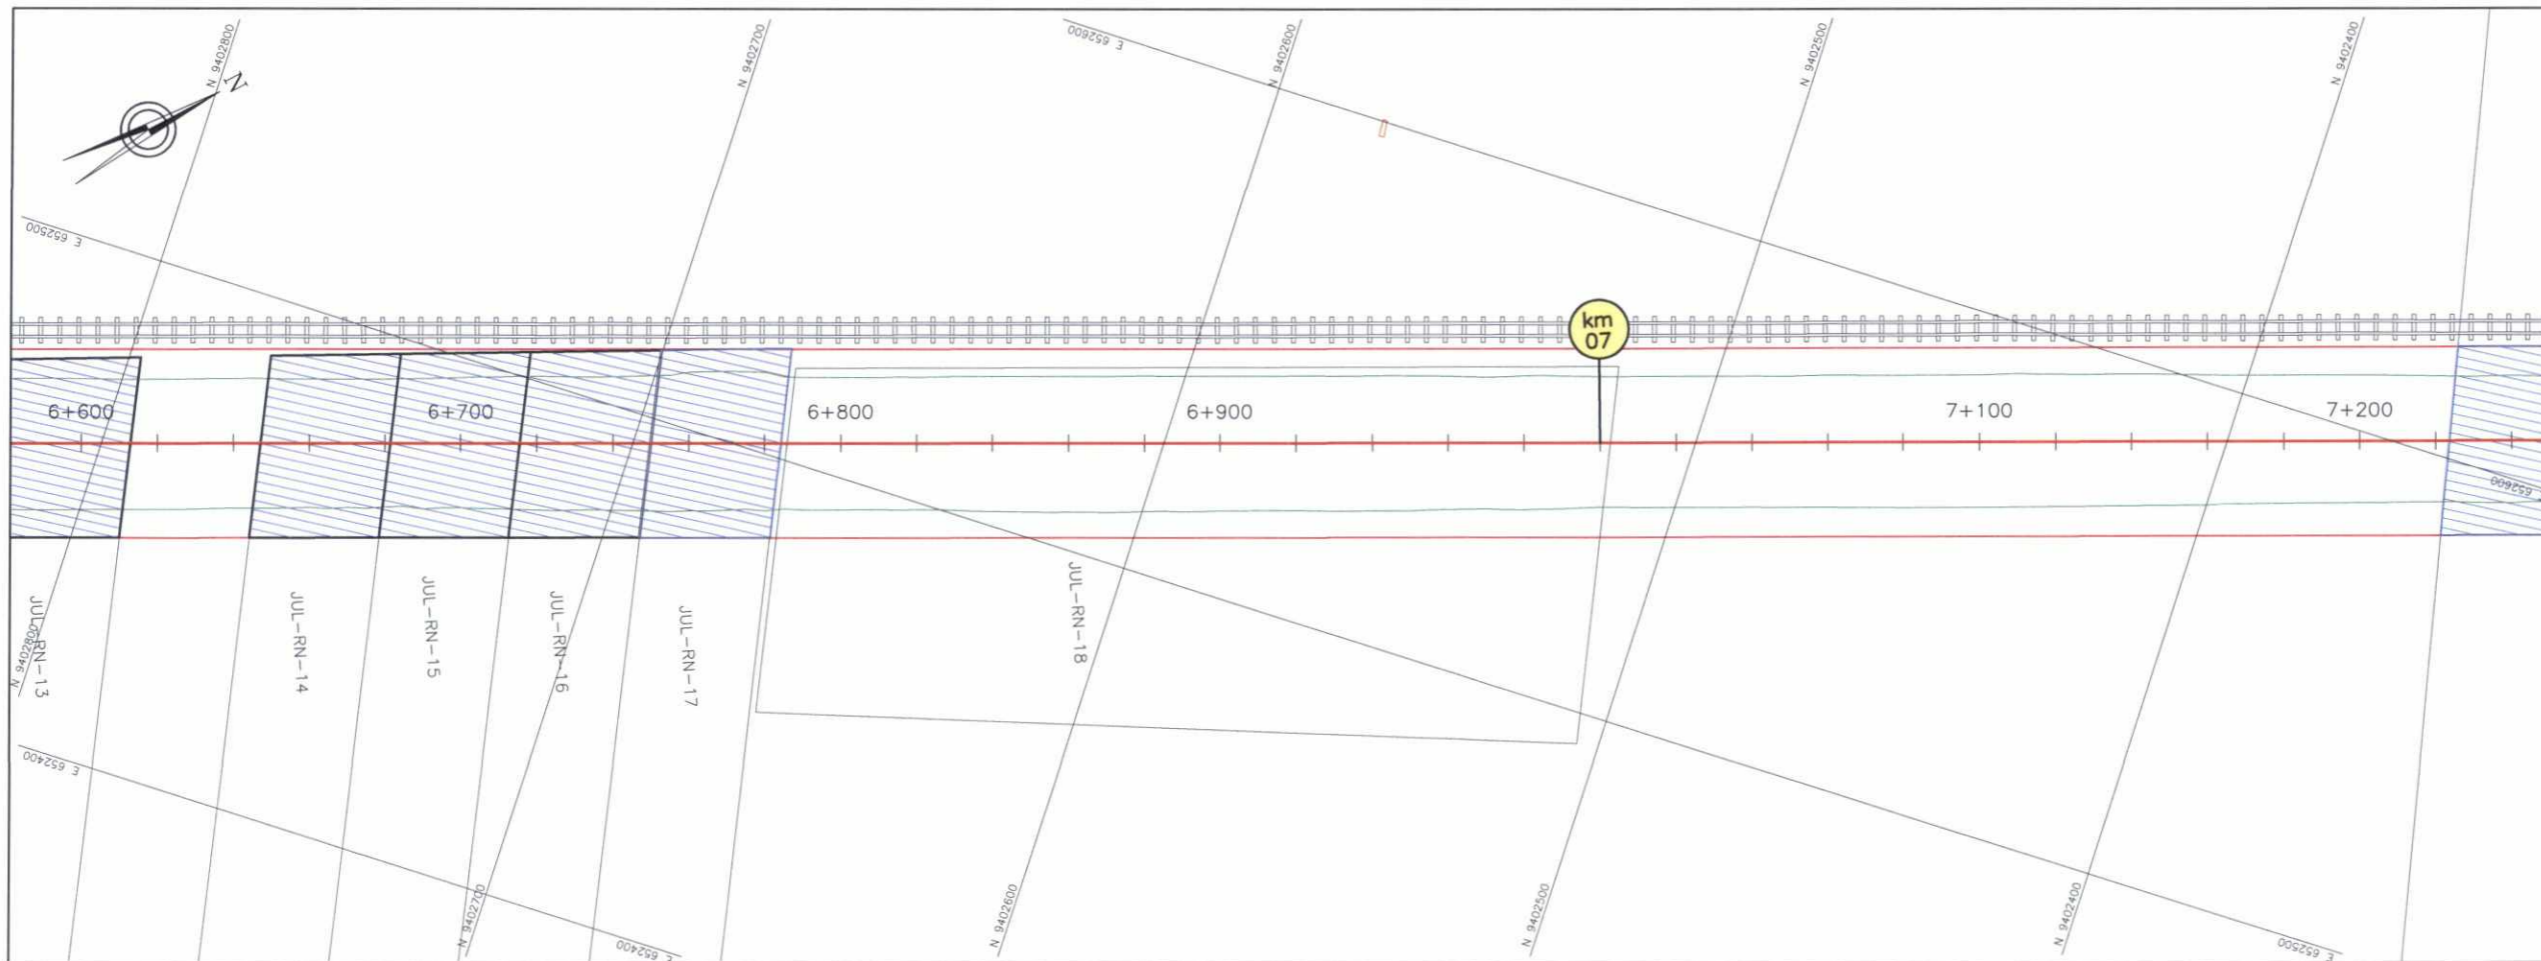 N 9402800
N 9402700
E 652600
N 9402600
N 9402500
N 9402400
N
E 652500
km
07
6+600
6+700
6+800
6+900
7+100
7+200
E 652600
JUL-RN-13
JUL-RN-14
JUL-RN-15
JUL-RN-16
JUL-RN-17
JUL-RN-18
N 9402800
E 652400
N 9402700
E 652400
N 9402600
N 9402500
N 9402400
E 652500